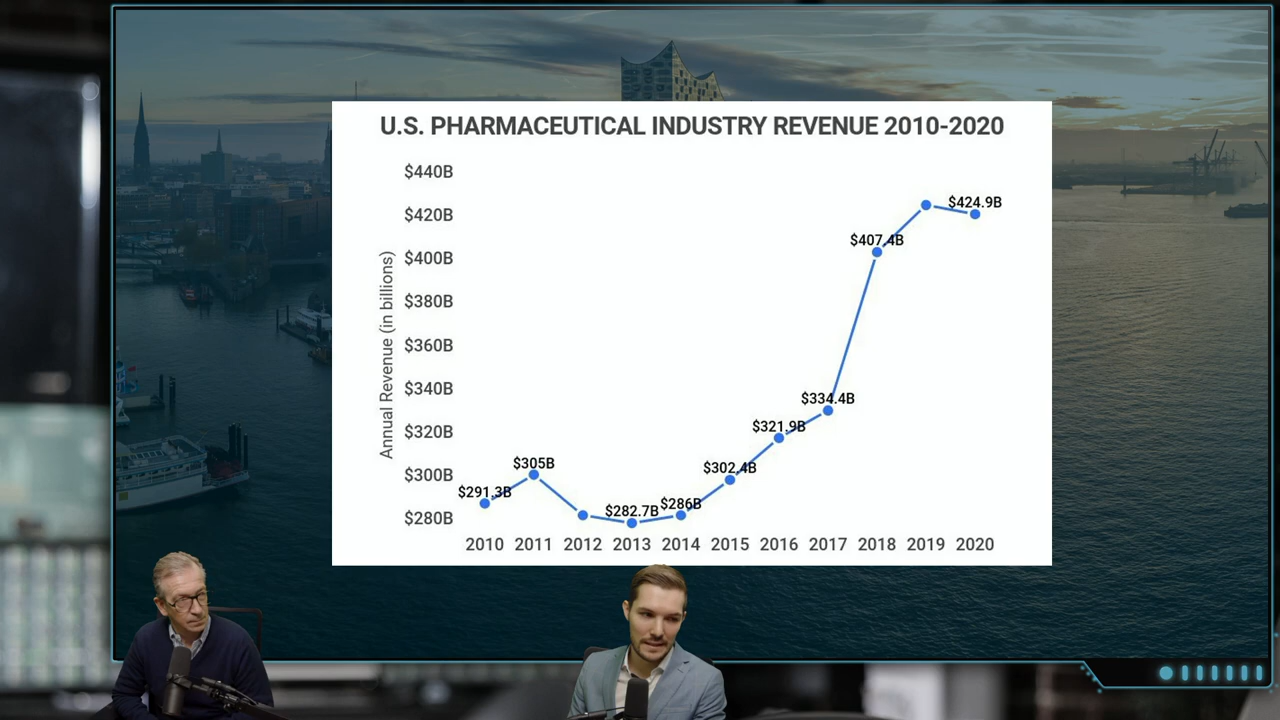 U.S. PHARMACEUTICAL INDUSTRY REVENUE 2010-2020
Annual Revenue (in billions)
$440B
$420B
$400B
$380B
$360B
$340B
$320B
$300B
$280B
$291.3B
$305B
$282.7B
$286B
$302.4B
$321.9B
$334.4B
$407.4B
$424.9B
2010 2011 2012 2013 2014 2015 2016 2017 2018 2019 2020